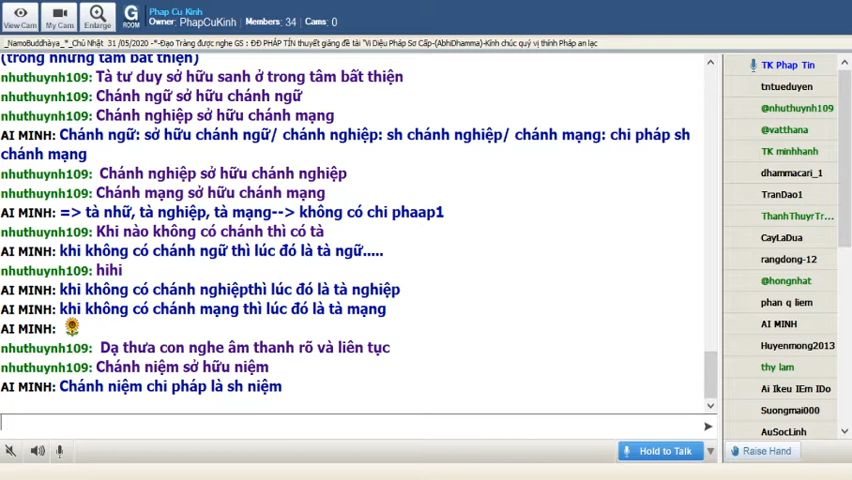 View Cam
My Cam
Enlarge
G
ROOM
Phap Cu Kinh
Owner: PhapCuKinh Members: 34 Cams: 0
_NamoBuddhàya_*_Chủ Nhật 31 /05/2020 -*-Đạo Tràng được nghe GS : ĐĐ PHÁP TÍN thuyết giảng đề tài "Vi Diệu Pháp Sơ Cấp-(AbhiDhamma)-Kính chúc quý vị thính Pháp an lạc
(trong những tâm bất thiện)
nhuthuynh109: Tà tư duy sở hữu sanh ở trong tâm bất thiện
nhuthuynh109: Chánh ngữ sở hữu chánh ngữ
nhuthuynh109: Chánh nghiệp sở hữu chánh mạng
AI MINH: Chánh ngữ: sở hữu chánh ngữ/ chánh nghiệp: sh chánh nghiệp/ chánh mạng: chi pháp sh
chánh mạng
nhuthuynh109: Chánh nghiệp sở hữu chánh nghiệp
nhuthuynh109: Chánh mạng sở hữu chánh mạng
AI MINH: => tà nhữ, tà nghiệp, tà mạng--> không có chi phaap1
nhuthuynh109: Khi nào không có chánh thì có tà
AI MINH: khi không có chánh ngữ thì lúc đó là tà ngữ.....
nhuthuynh109: hihi
AI MINH: khi không có chánh nghiệpthì lúc đó là tà nghiệp
AI MINH: khi không có chánh mạng thì lúc đó là tà mạng
AI MINH:
nhuthuynh109: Dạ thưa con nghe âm thanh rõ và liên tục
nhuthuynh109: Chánh niệm sở hữu niệm
AI MINH: Chánh niệm chi pháp là sh niệm
Hold to Talk
TK Phap Tin
tntueduyen
@nhuthuynh109
@vatthana
TK minhhanh
dhammacari_1
TranDao1
ThanhThuyrTr...
CayLaDua
rangdong-12
@hongnhat
phan q liem
AI MINH
Huyenmong2013
thy lam
Ai Ikeu IEm IDo
Suongmai000
AuSocLinh
Raise Hand